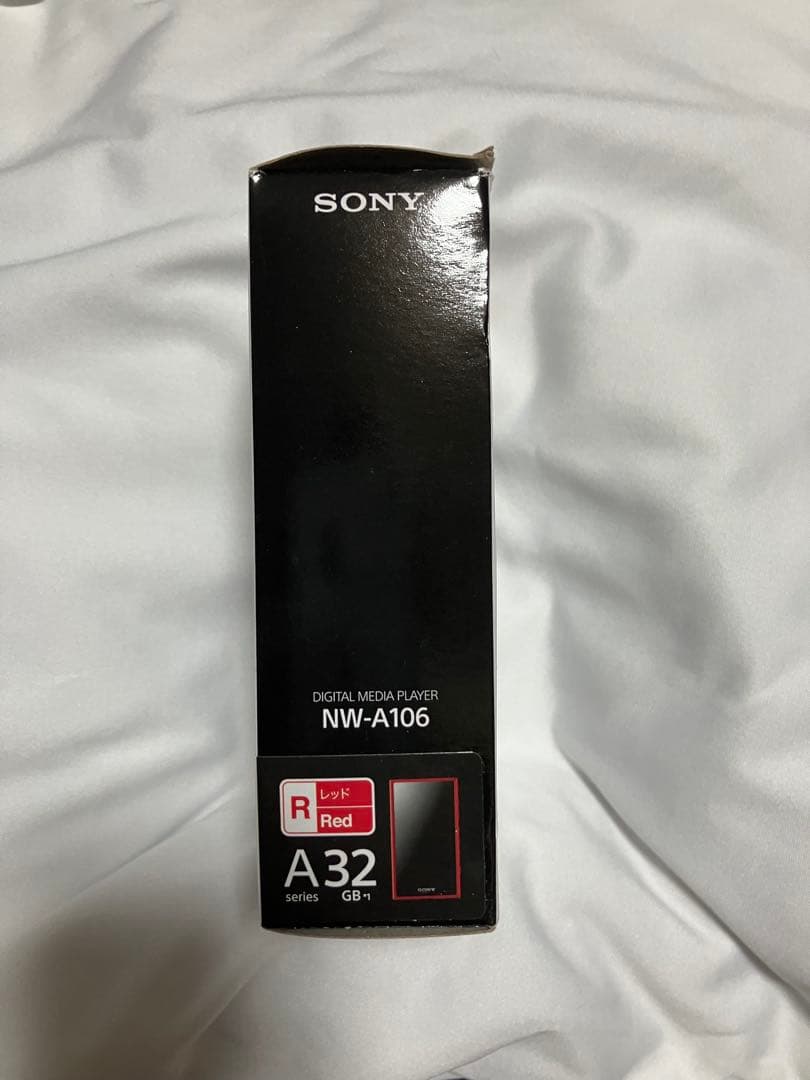 SONY
DIGITAL MEDIA PLAYER
NW-A106
R レッド
Red
A 32
series GB *1
SONY